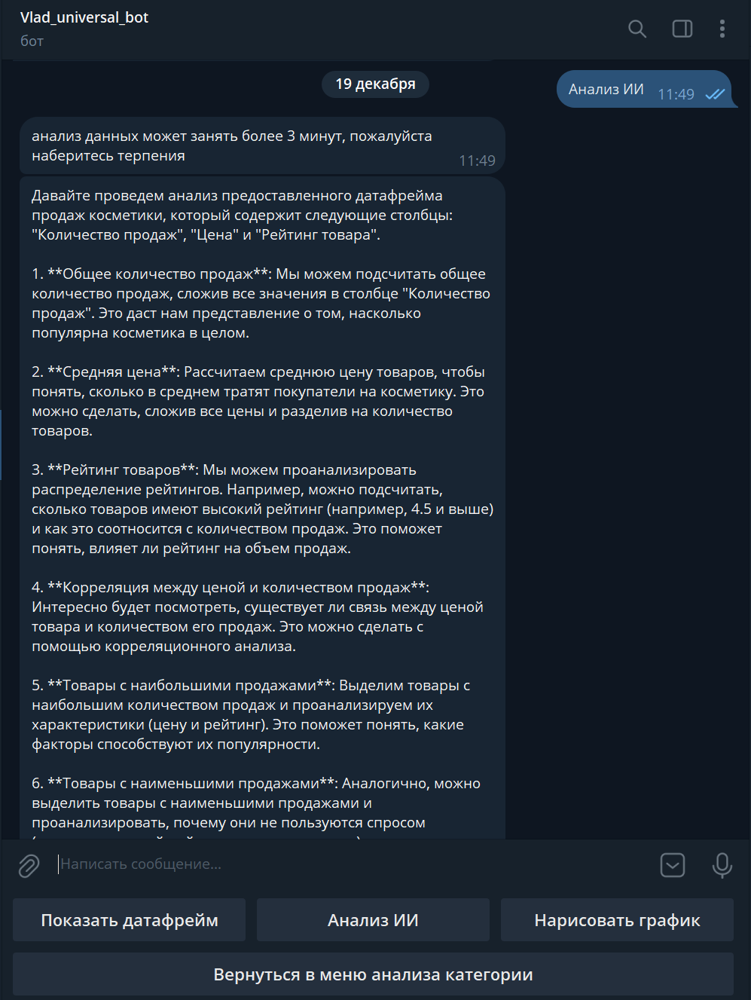 Vlad_universal_bot
бот
19 декабря
Анализ ИИ 11:49
анализ данных может занять более 3 минут, пожалуйста
наберитесь терпения
11:49
Давайте проведем анализ предоставленного датафрейма
продаж косметики, который содержит следующие столбцы:
"Количество продаж", "Цена" и "Рейтинг товара".
1. **Общее количество продаж**: Мы можем подсчитать общее
количество продаж, сложив все значения в столбце "Количество
продаж". Это даст нам представление о том, насколько
популярна косметика в целом.
2. **Средняя цена**: Рассчитаем среднюю цену товаров, чтобы
понять, сколько в среднем тратят покупатели на косметику. Это
можно сделать, сложив все цены и разделив на количество
товаров.
3. **Рейтинг товаров**: Мы можем проанализировать
распределение рейтингов. Например, можно подсчитать,
сколько товаров имеют высокий рейтинг (например, 4.5 и выше)
и как это соотносится с количеством продаж. Это поможет
понять, влияет ли рейтинг на объем продаж.
4. **Корреляция между ценой и количеством продаж**:
Интересно будет посмотреть, существует ли связь между ценой
товара и количеством его продаж. Это можно сделать с
помощью корреляционного анализа.
5. **Товары с наибольшими продажами**: Выделим товары с
наибольшим количеством продаж и проанализируем их
характеристики (цену и рейтинг). Это поможет понять, какие
факторы способствуют их популярности.
6. **Товары с наименьшими продажами**: Аналогично, можно
выделить товары с наименьшими продажами и
проанализировать, почему они не пользуются спросом
Написать сообщение...
Показать датафрейм
Анализ ИИ
Нарисовать график
Вернуться в меню анализа категории